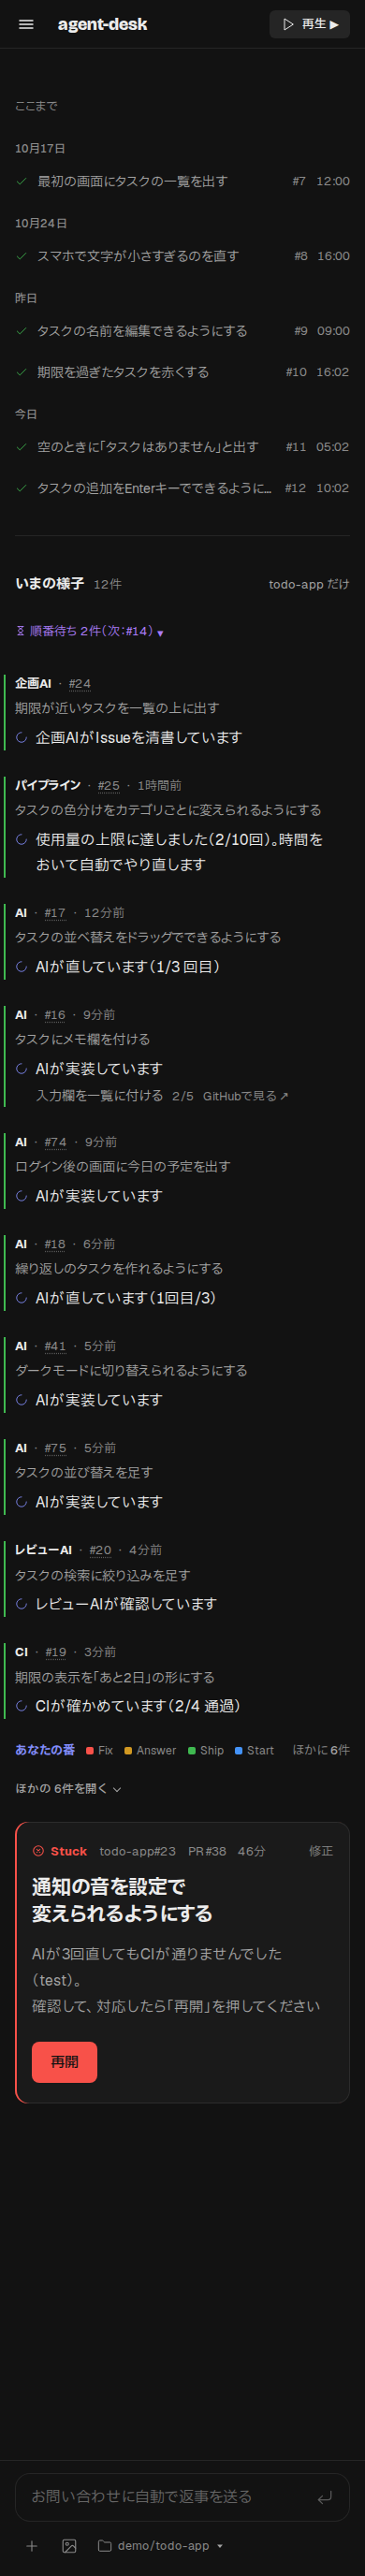 agent-desk
再生 ▶
ここまで
10月17日
最初の画面にタスクの一覧を出す #7 12:00
10月24日
スマホで文字が小さすぎるのを直す #8 16:00
昨日
タスクの名前を編集できるようにする #9 09:00
期限を過ぎたタスクを赤くする #10 16:02
今日
空のときに「タスクはありません」と出す #11 05:02
タスクの追加をEnterキーでできるように… #12 10:02
いまの様子 12件 todo-app だけ
順番待ち 2件(次:#14) ▾
企画AI · #24
期限が近いタスクを一覧の上に出す
企画AIがIssueを清書しています
パイプライン · #25 · 1時間前
タスクの色分けをカテゴリごとに変えられるようにする
使用量の上限に達しました(2/10回)。時間を
おいて自動でやり直します
AI · #17 · 12分前
タスクの並べ替えをドラッグでできるようにする
AIが直しています(1/3 回目)
AI · #16 · 9分前
タスクにメモ欄を付ける
AIが実装しています
入力欄を一覧に付ける 2/5 GitHubで見る ↗
AI · #74 · 9分前
ログイン後の画面に今日の予定を出す
AIが実装しています
AI · #18 · 6分前
繰り返しのタスクを作れるようにする
AIが直しています(1回目/3)
AI · #41 · 5分前
ダークモードに切り替えられるようにする
AIが実装しています
AI · #75 · 5分前
タスクの並び替えを足す
AIが実装しています
レビューAI · #20 · 4分前
タスクの検索に絞り込みを足す
レビューAIが確認しています
CI · #19 · 3分前
期限の表示を「あと2日」の形にする
CIが確かめています(2/4 通過)
あなたの番 Fix Answer Ship Start ほかに6件
ほかの 6件を開く
Stuck todo-app#23 PR#38 46分 修正
通知の音を設定で
変えられるようにする
AIが3回直してもCIが通りませんでした
(test)。
確認して、対応したら「再開」を押してください
再開
お問い合わせに自動で返事を送る
demo/todo-app